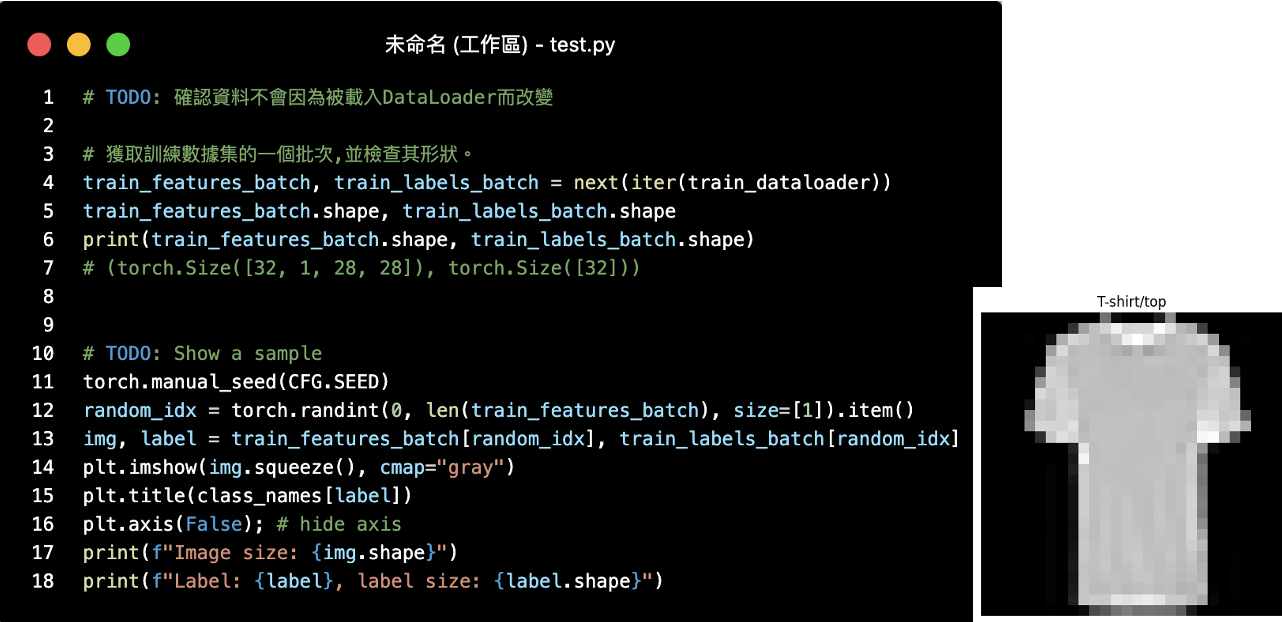 未命名 (工作區) - test.py
1 # TODO: 確認資料不會因為被載入DataLoader而改變
2
3 # 獲取訓練數據集的一個批次,並檢查其形狀。
4 train_features_batch, train_labels_batch = next(iter(train_dataloader))
5 train_features_batch.shape, train_labels_batch.shape
6 print(train_features_batch.shape, train_labels_batch.shape)
7 # (torch.Size([32, 1, 28, 28]), torch.Size([32]))
8
9
10 # TODO: Show a sample
11 torch.manual_seed(CFG.SEED)
12 random_idx = torch.randint(0, len(train_features_batch), size=[1]).item()
13 img, label = train_features_batch[random_idx], train_labels_batch[random_idx]
14 plt.imshow(img.squeeze(), cmap="gray")
15 plt.title(class_names[label])
16 plt.axis(False); # hide axis
17 print(f"Image size: {img.shape}")
18 print(f"Label: {label}, label size: {label.shape}")
T-shirt/top